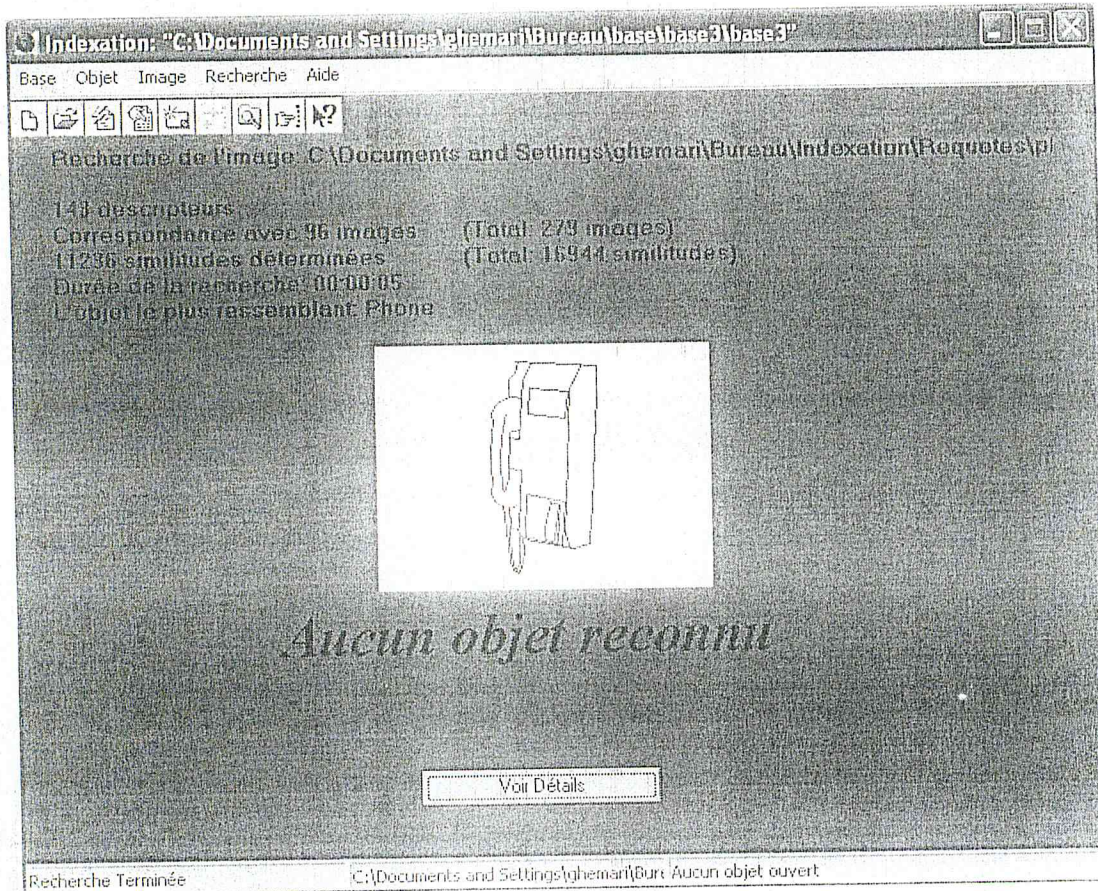 Indexation: "C:\Documents and Settings\ghemari\Bureau\base\base3\base3"
Base Objet Image Recherche Aide
Recherche de l'image: C:\Documents and Settings\ghemari\Bureau\Indexation\Requetes\pl
descripteurs
Correspondance avec 96 images (Total: 279 images)
11236 similitudes déterminées (Total: 16944 similitudes)
Durée de la recherche: 00:00:05
L'objet le plus ressemblant: Phone
Aucun objet reconnu
Voir Détails
Recherche Terminée C:\Documents and Settings\ghemari\Bure Aucun objet ouvert